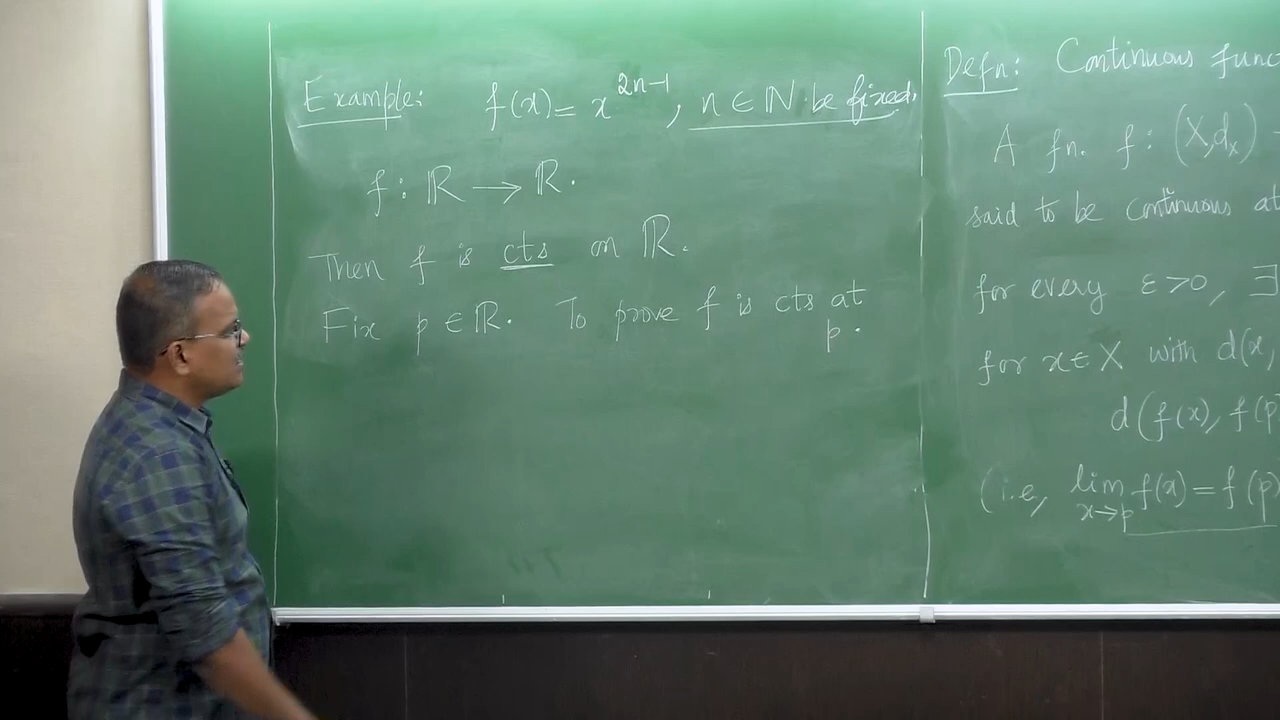 Example: f(x) = x^{2n-1}, n ∈ ℕ be fixed.
f : ℝ → ℝ.
Then f is cts on ℝ.
Fix p ∈ ℝ. To prove f is cts at
p.
Defn: Continuous func
A fn. f : (X, d_x)
said to be continuous at
for every ε > 0, ∃
for x ∈ X with d(x,
d(f(x), f(p)
(i.e, lim_{x→p} f(x) = f(p)